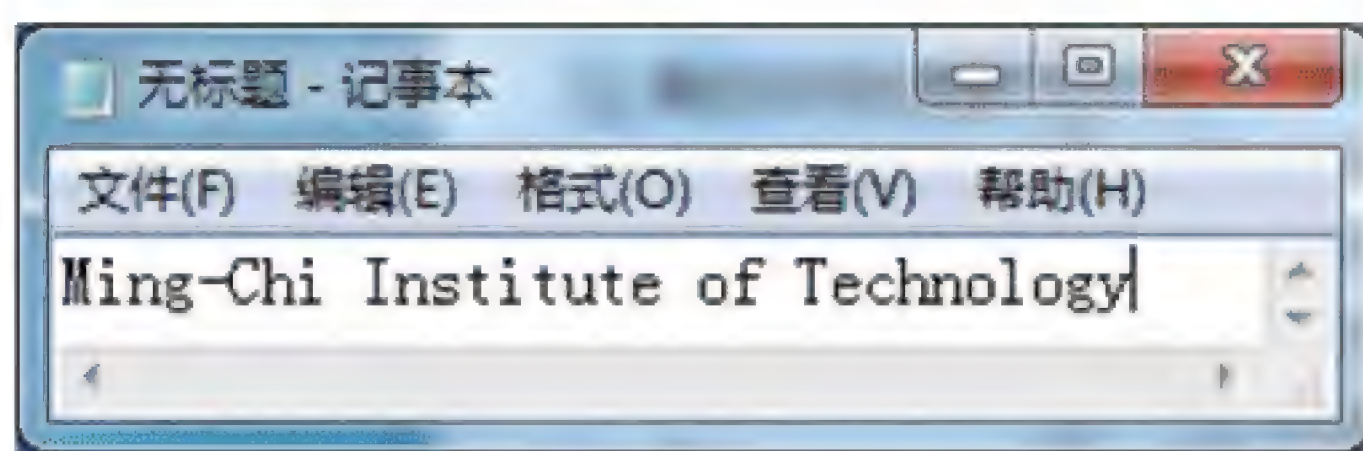 无标题 - 记事本
文件(F) 编辑(E) 格式(O) 查看(V) 帮助(H)
Ming-Chi Institute of Technology